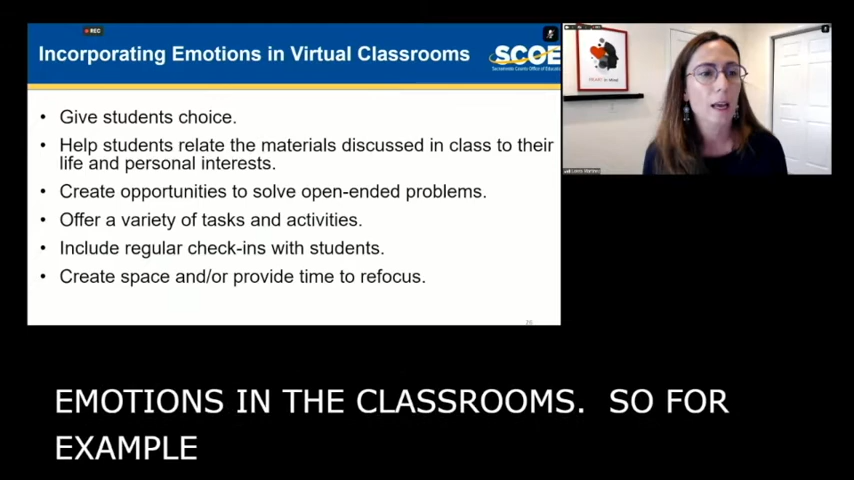 REC
Incorporating Emotions in Virtual Classrooms
SCOE
Sacramento County Office of Educati
• Give students choice.
• Help students relate the materials discussed in class to their
life and personal interests.
• Create opportunities to solve open-ended problems.
• Offer a variety of tasks and activities.
• Include regular check-ins with students.
• Create space and/or provide time to refocus.
25
EMOTIONS IN THE CLASSROOMS.  SO FOR
EXAMPLE